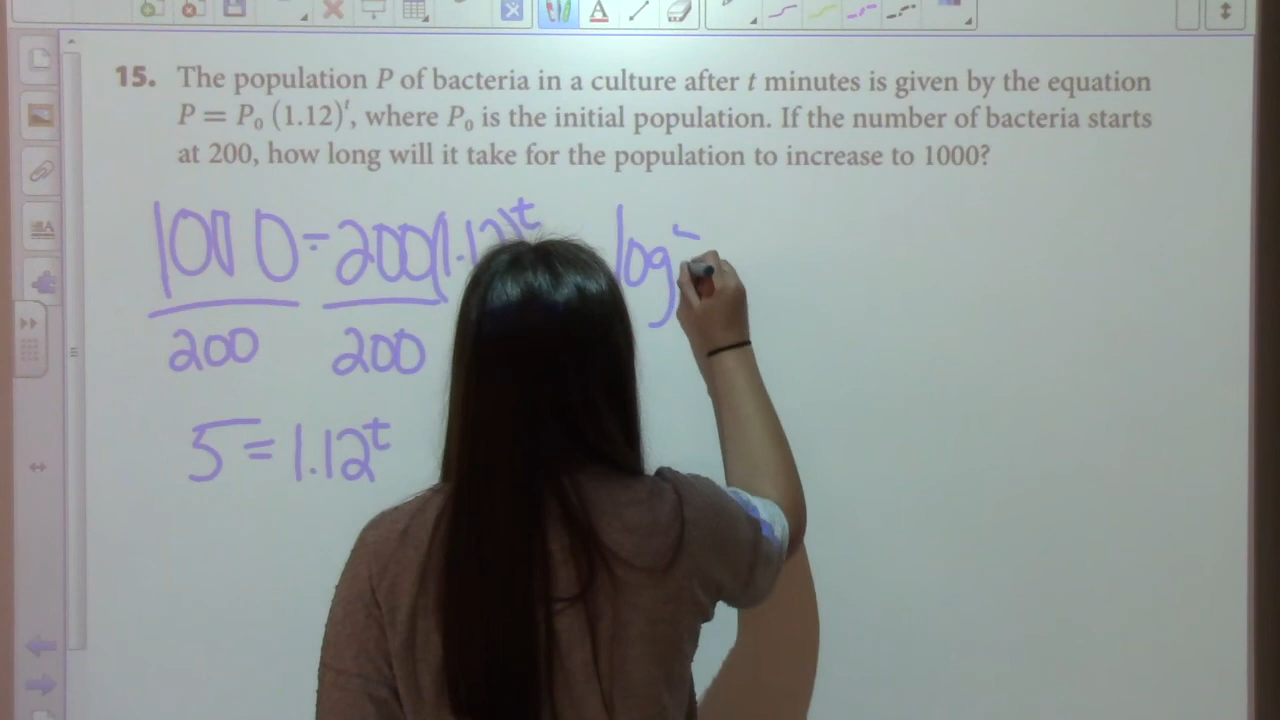 15. The population P of bacteria in a culture after t minutes is given by the equation
P = P₀ (1.12)ᵗ, where P₀ is the initial population. If the number of bacteria starts
at 200, how long will it take for the population to increase to 1000?
1000 = 200(1.12)ᵗ
200 200
5 = 1.12ᵗ
log